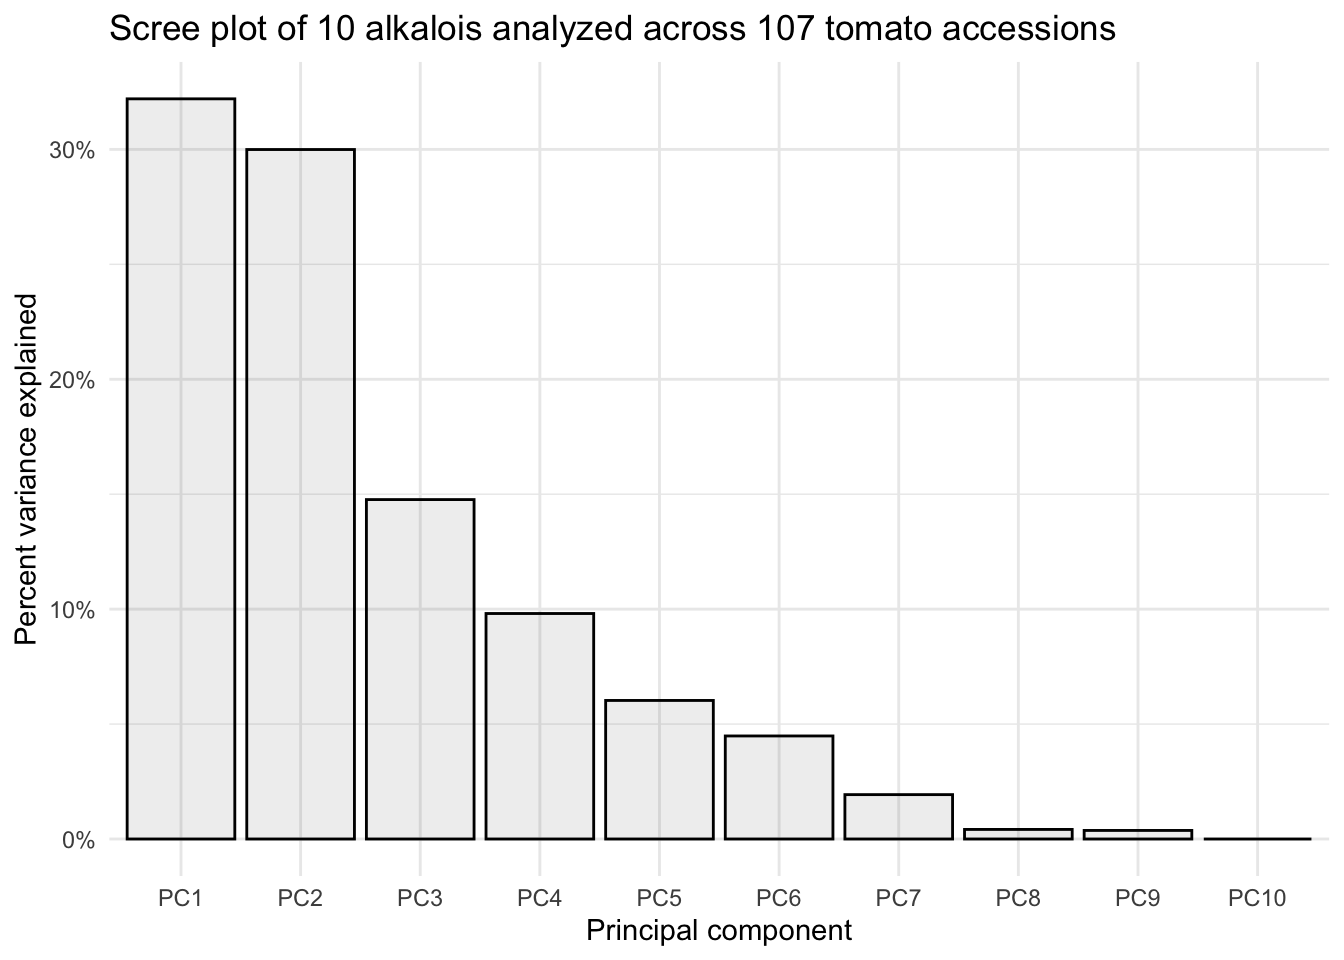 Scree plot of 10 alkalois analyzed across 107 tomato accessions
30%
20%
10%
0%
Percent variance explained
PC1 PC2 PC3 PC4 PC5 PC6 PC7 PC8 PC9 PC10
Principal component